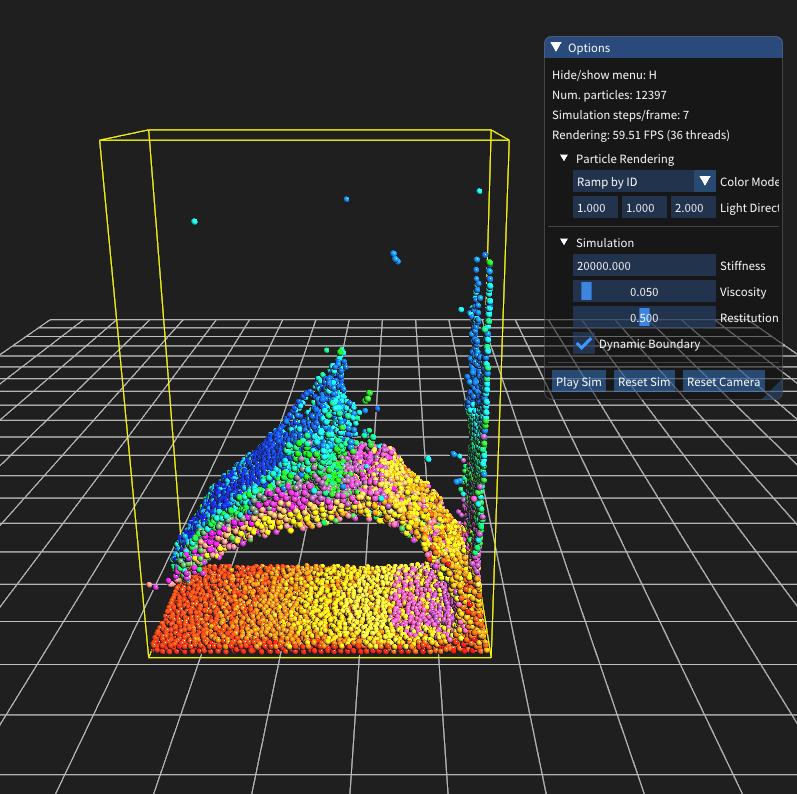 Options
Hide/show menu: H
Num. particles: 12397
Simulation steps/frame: 7
Rendering: 59.51 FPS (36 threads)
Particle Rendering
Ramp by ID Color Mode
1.000 1.000 2.000 Light Direct
Simulation
20000.000 Stiffness
0.050 Viscosity
0.500 Restitution
Dynamic Boundary
Play Sim Reset Sim Reset Camera